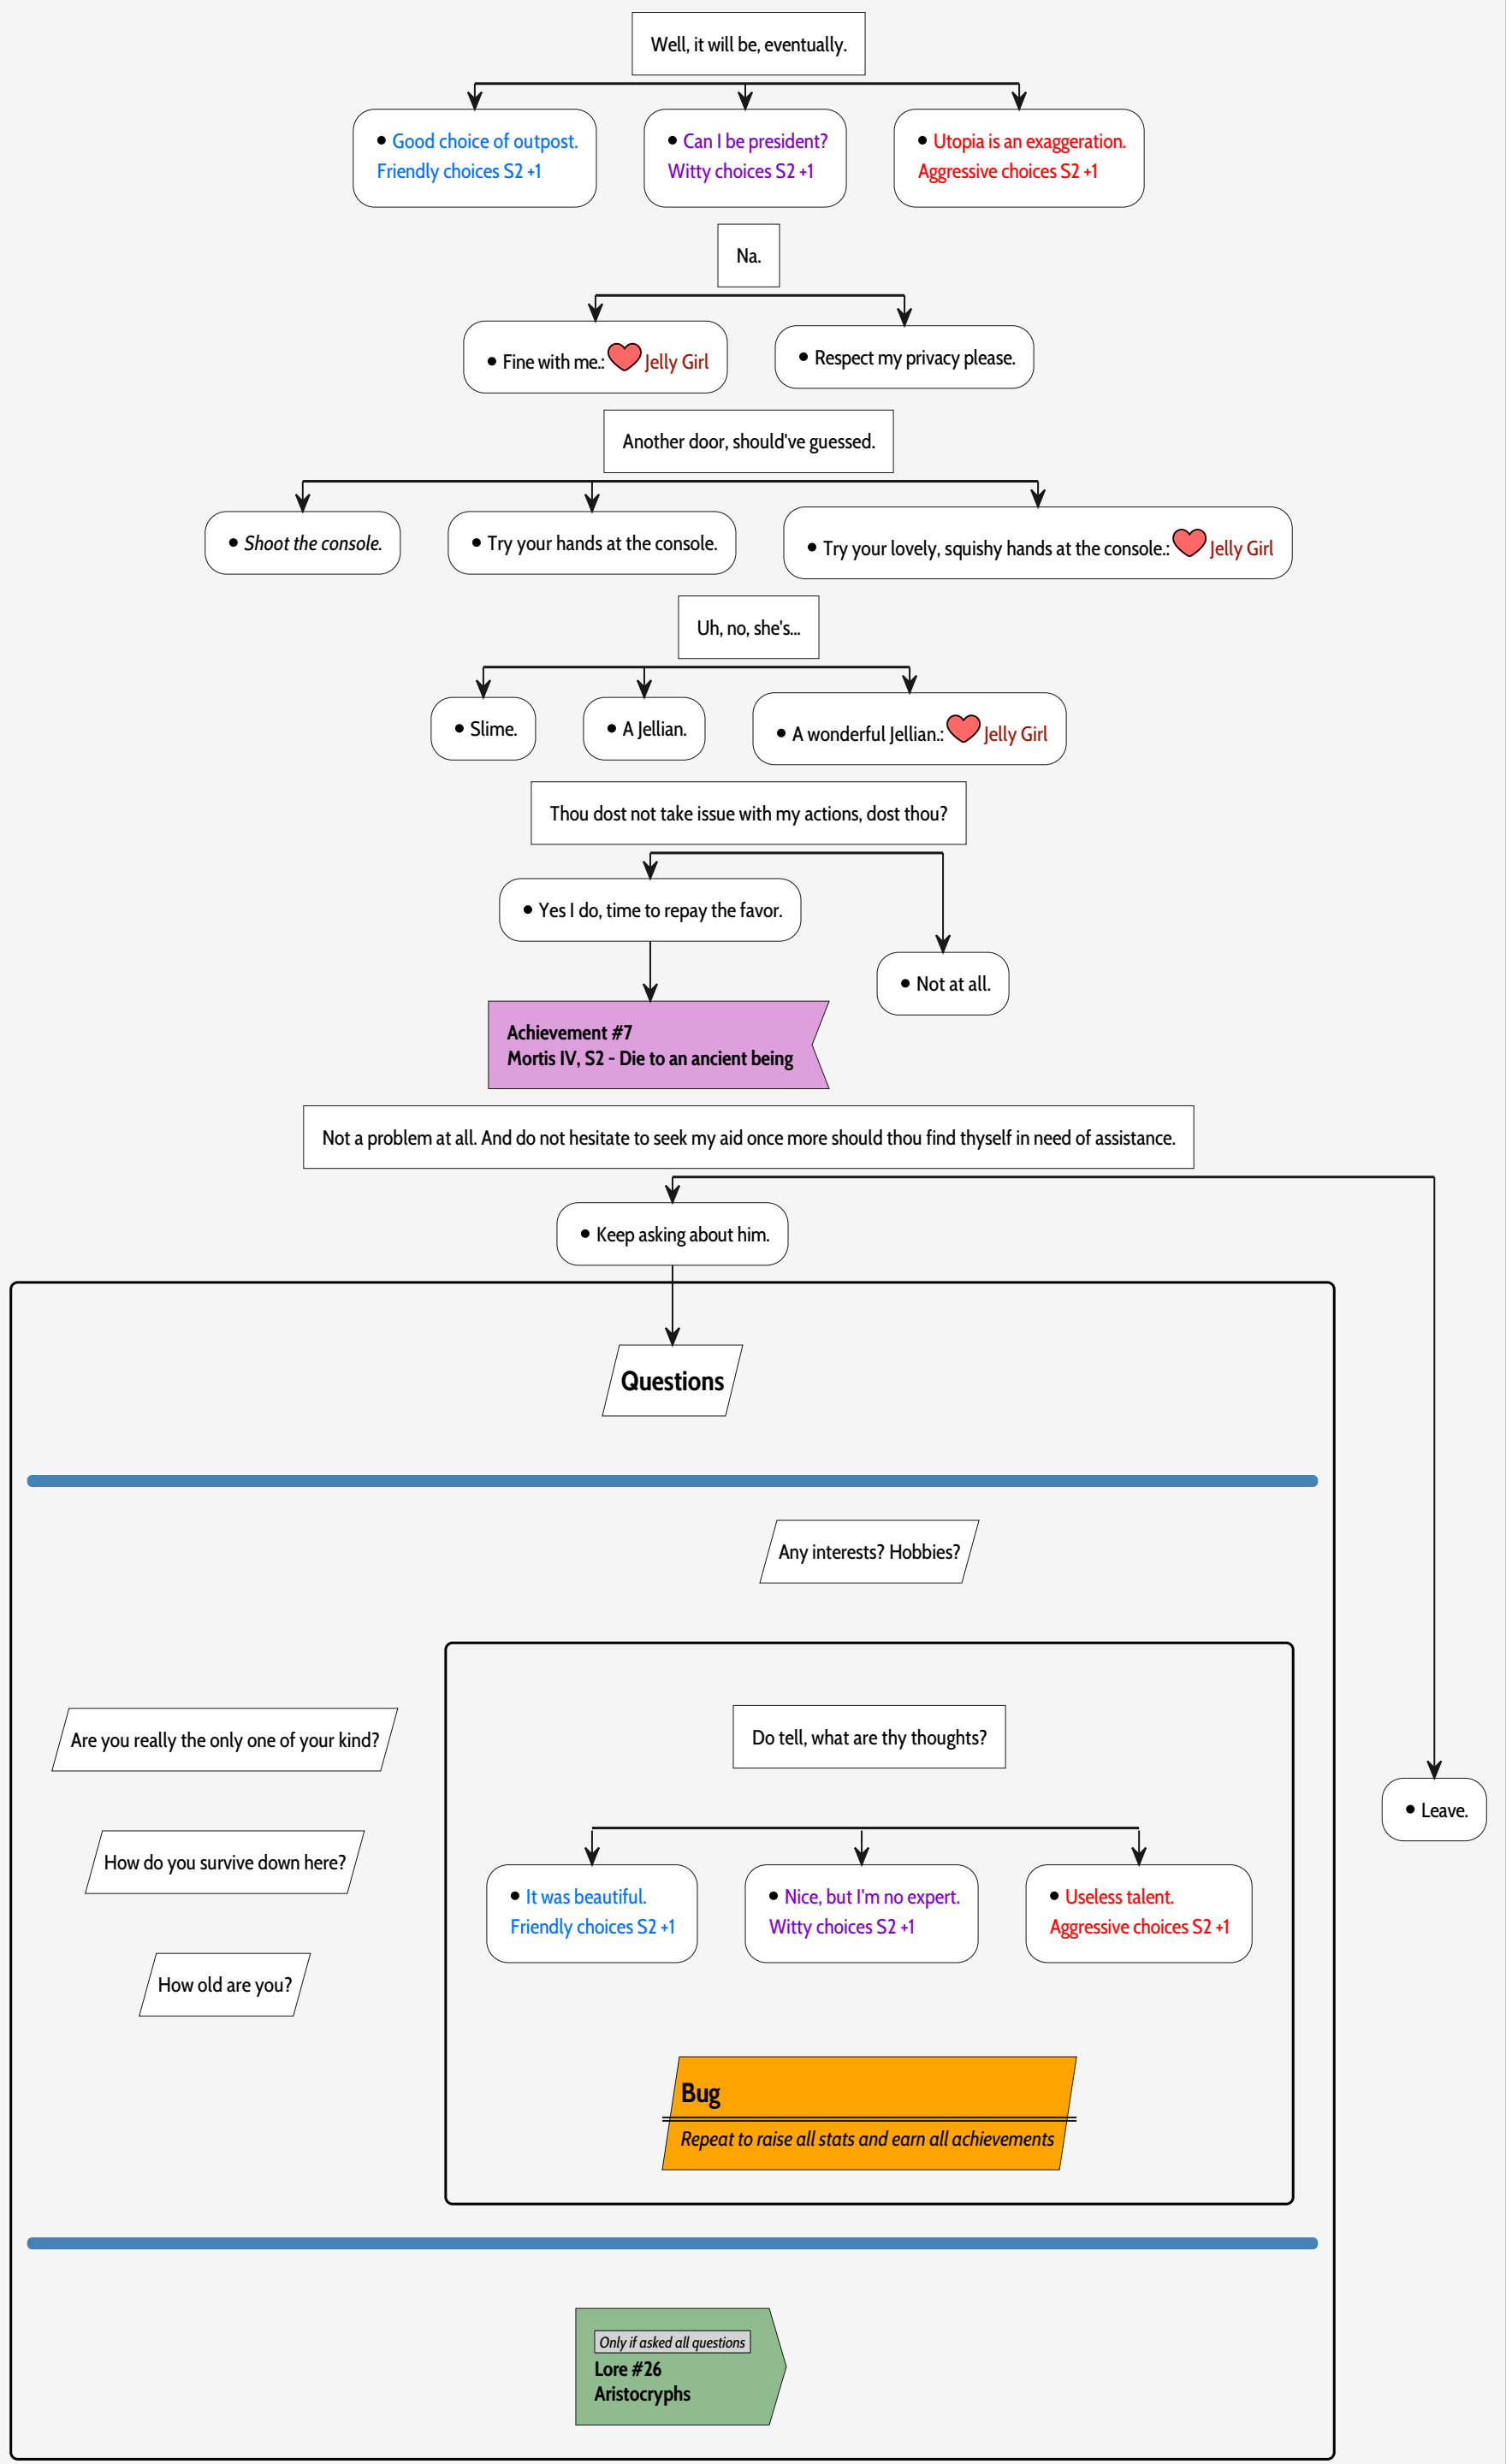 Well, it will be, eventually.
• Good choice of outpost.
Friendly choices S2 +1
• Can I be president?
Witty choices S2 +1
• Utopia is an exaggeration.
Aggressive choices S2 +1
Na.
• Fine with me.: Jelly Girl
• Respect my privacy please.
Another door, should've guessed.
• Shoot the console.
• Try your hands at the console.
• Try your lovely, squishy hands at the console.: Jelly Girl
Uh, no, she's...
• Slime.
• A Jellian.
• A wonderful Jellian.: Jelly Girl
Thou dost not take issue with my actions, dost thou?
• Yes I do, time to repay the favor.
• Not at all.
Achievement #7
Mortis IV, S2 - Die to an ancient being
Not a problem at all. And do not hesitate to seek my aid once more should thou find thyself in need of assistance.
• Keep asking about him.
Questions
Any interests? Hobbies?
Are you really the only one of your kind?
How do you survive down here?
How old are you?
Do tell, what are thy thoughts?
• It was beautiful.
Friendly choices S2 +1
• Nice, but I'm no expert.
Witty choices S2 +1
• Useless talent.
Aggressive choices S2 +1
Bug
Repeat to raise all stats and earn all achievements
• Leave.
Only if asked all questions
Lore #26
Aristocryphs